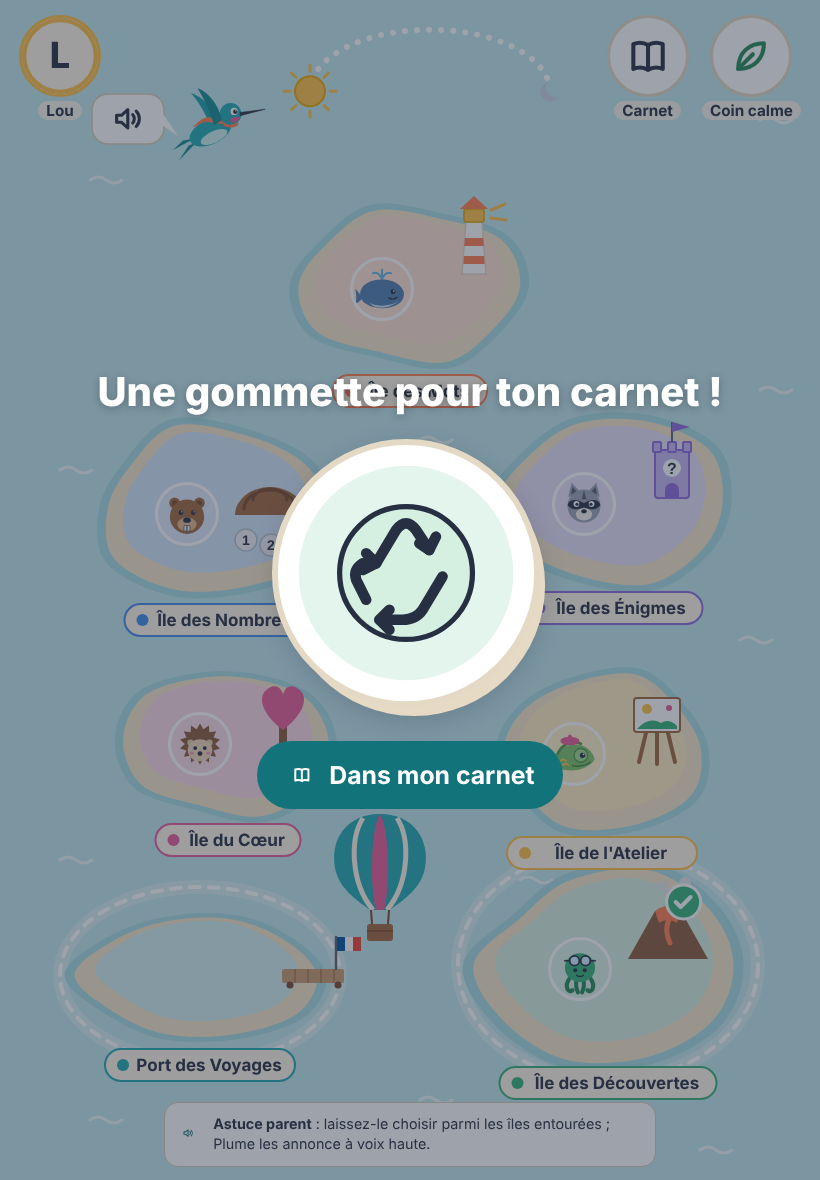 L
Lou
Carnet
Coin calme
Une gommette pour ton carnet !
?
1
2
Île des Nombre
Île des Énigmes
Dans mon carnet
Île du Cœur
Île de l'Atelier
Port des Voyages
Île des Découvertes
Astuce parent : laissez-le choisir parmi les îles entourées ;
Plume les annonce à voix haute.